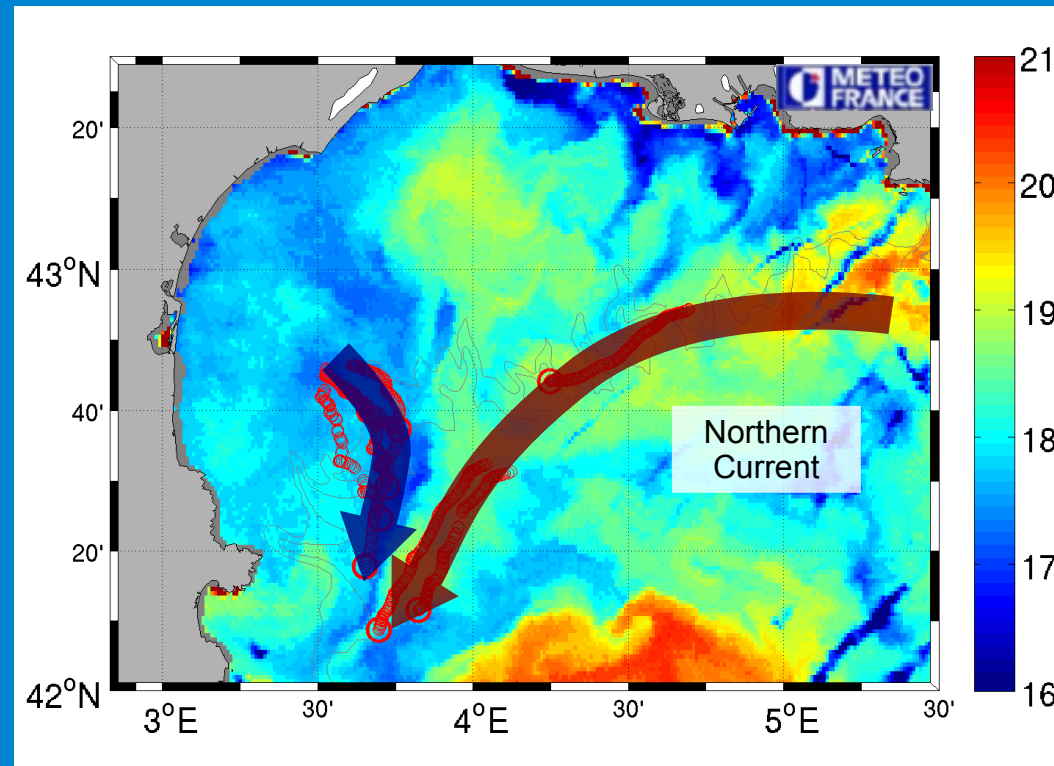 METEO
FRANCE
21
20
19
18
17
16
20'
43°N
40'
20'
42°N
Northern
Current
3°E
30'
4°E
30'
5°E
30'